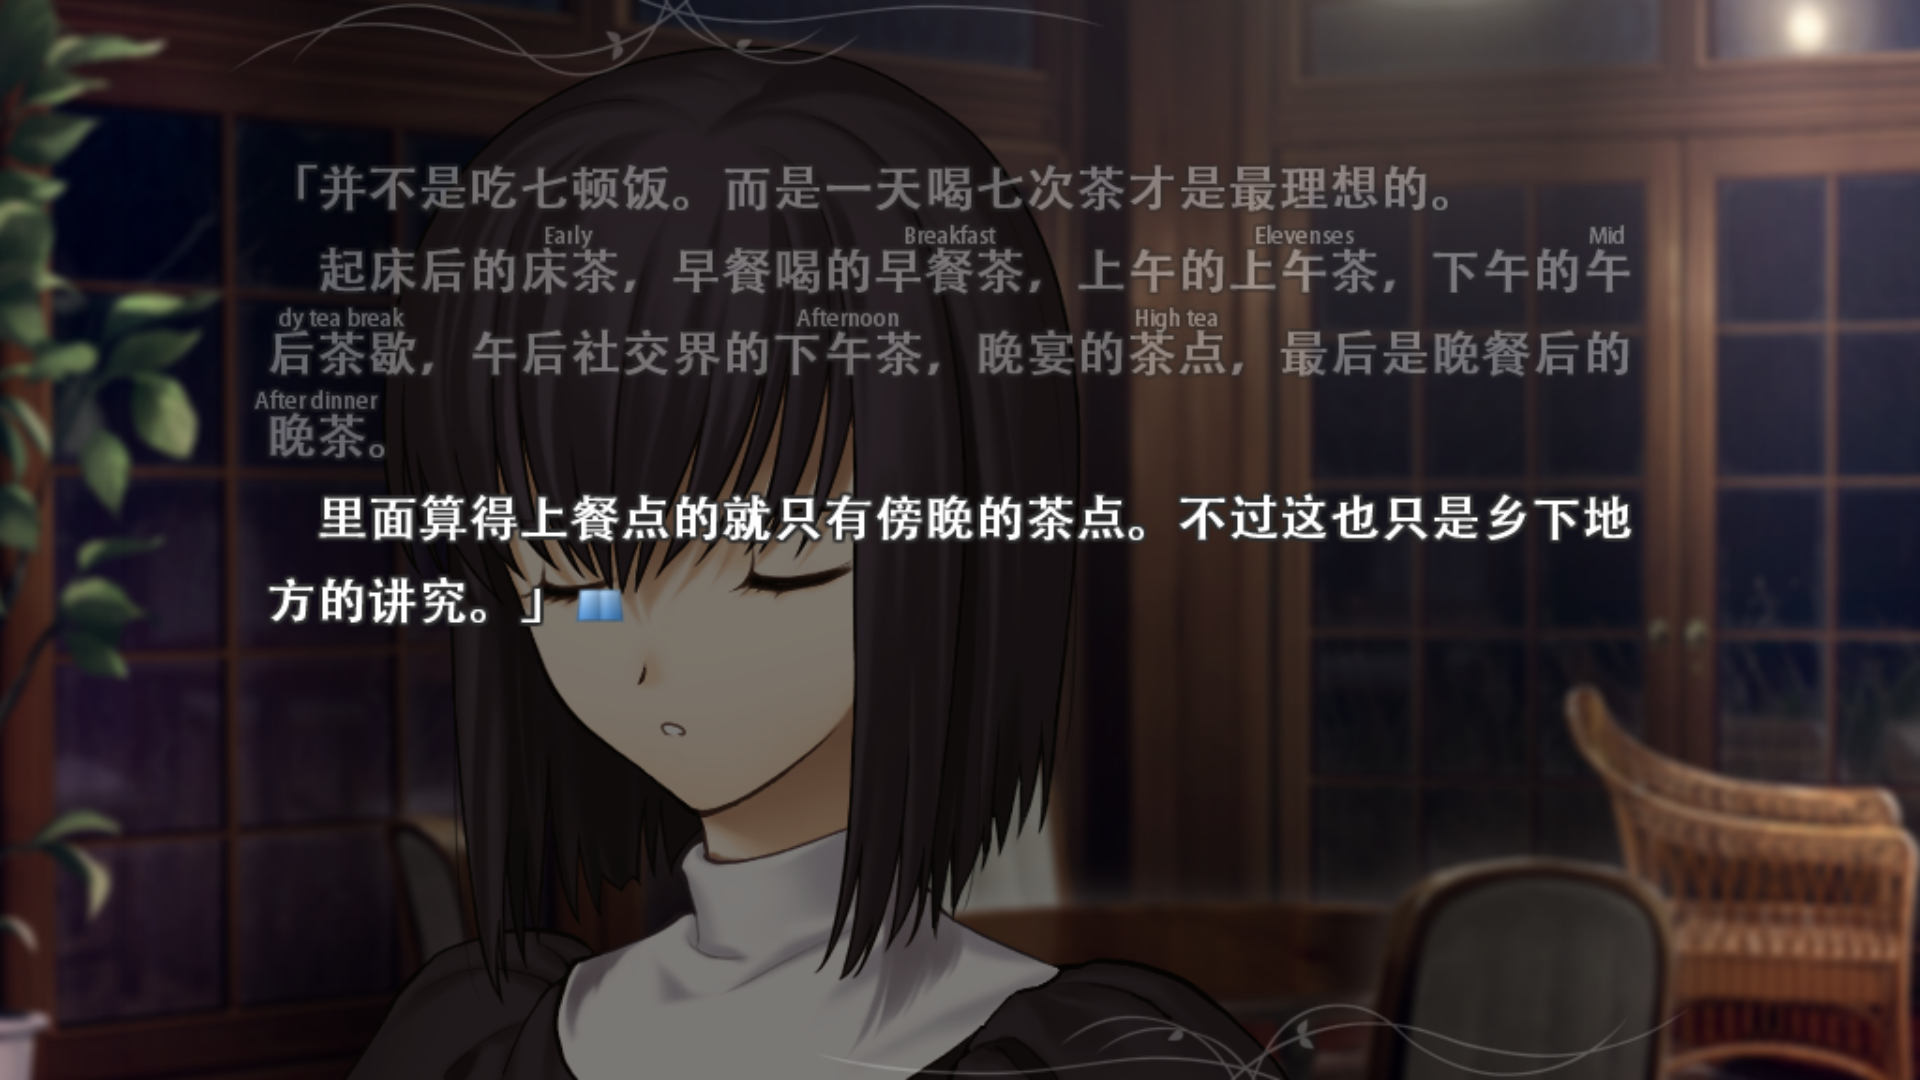 「并不是吃七顿饭。而是一天喝七次茶才是最理想的。
Early Breakfast Elevenses Mid
起床后的床茶，早餐喝的早餐茶，上午的上午茶，下午的午
dy tea break Afternoon High tea
后茶歇，午后社交界的下午茶，晚宴的茶点，最后是晚餐后的
After dinner
晚茶。
里面算得上餐点的就只有傍晚的茶点。不过这也只是乡下地
方的讲究。」